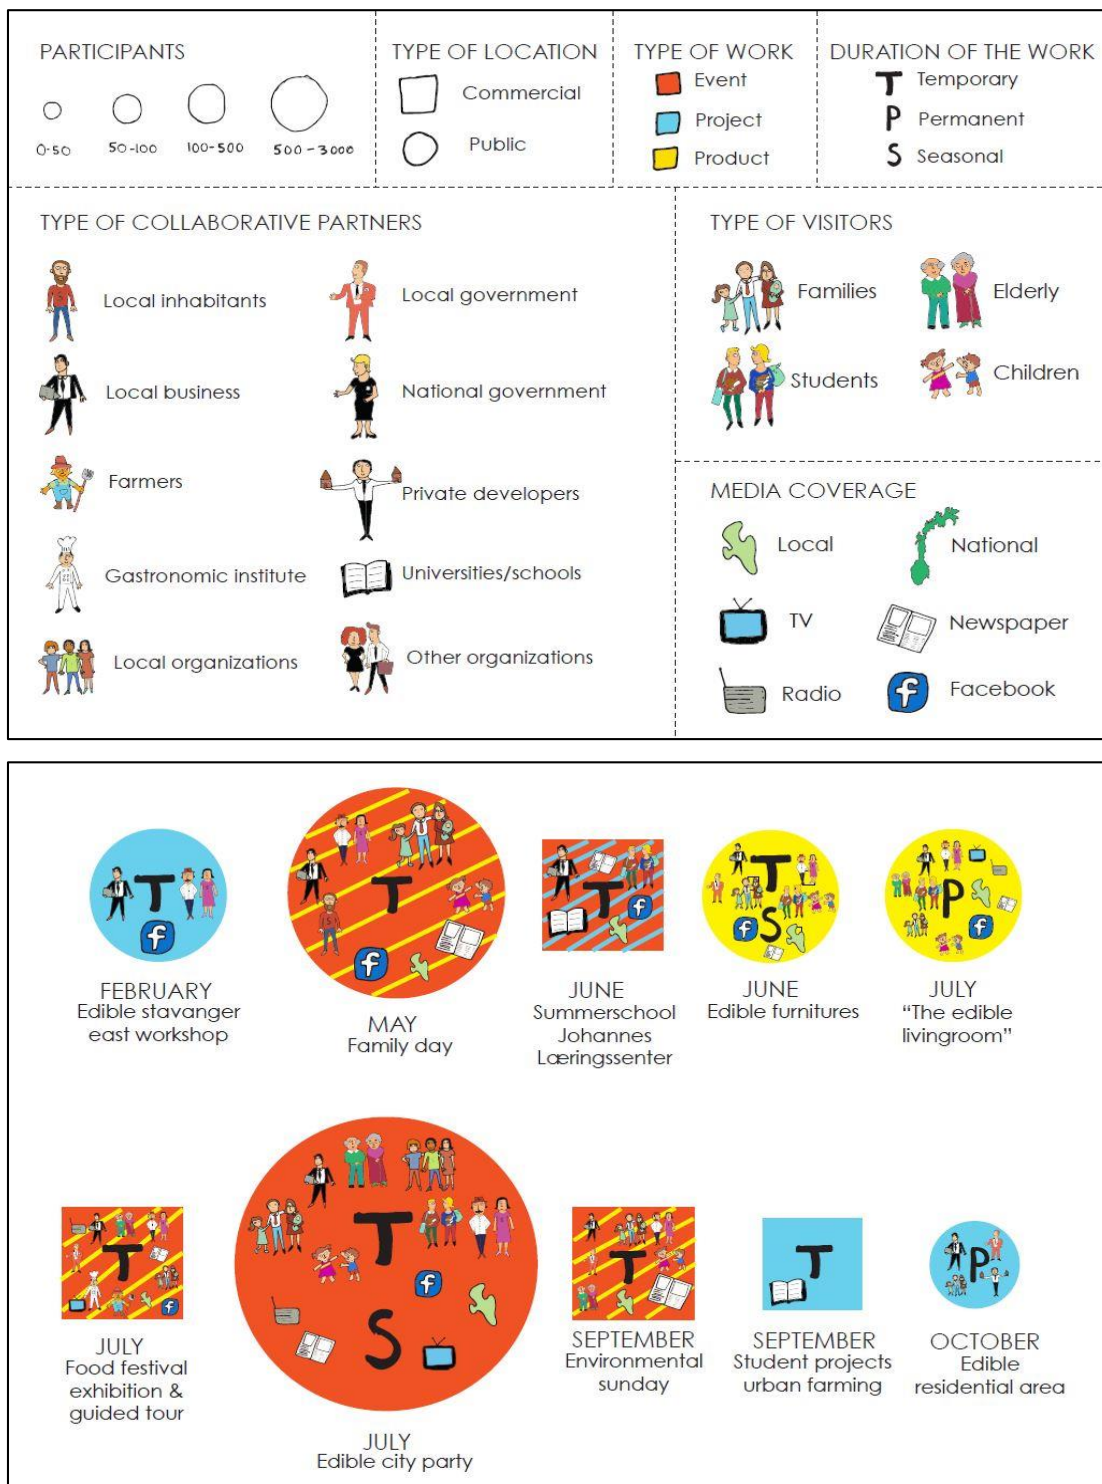 PARTICIPANTS
0-50
50-100
100-500
500-3000
TYPE OF LOCATION
Commercial
Public
TYPE OF WORK
Event
Project
Product
DURATION OF THE WORK
T Temporary
P Permanent
S Seasonal
TYPE OF COLLABORATIVE PARTNERS
Local inhabitants
Local government
Local business
National government
Farmers
Private developers
Gastronomic institute
Universities/schools
Local organizations
Other organizations
TYPE OF VISITORS
Families
Elderly
Students
Children
MEDIA COVERAGE
Local
National
TV
Newspaper
Radio
f Facebook
T
f
FEBRUARY
Edible stavanger
east workshop
T
f
MAY
Family day
T
f
JUNE
Summerschool
Johannes
Læringssenter
T
f S
JUNE
Edible furnitures
P
f
JULY
“The edible
livingroom”
T
f
JULY
Food festival
exhibition &
guided tour
T
f
S
JULY
Edible city party
T
SEPTEMBER
Environmental
sunday
T
SEPTEMBER
Student projects
urban farming
P
OCTOBER
Edible
residential area